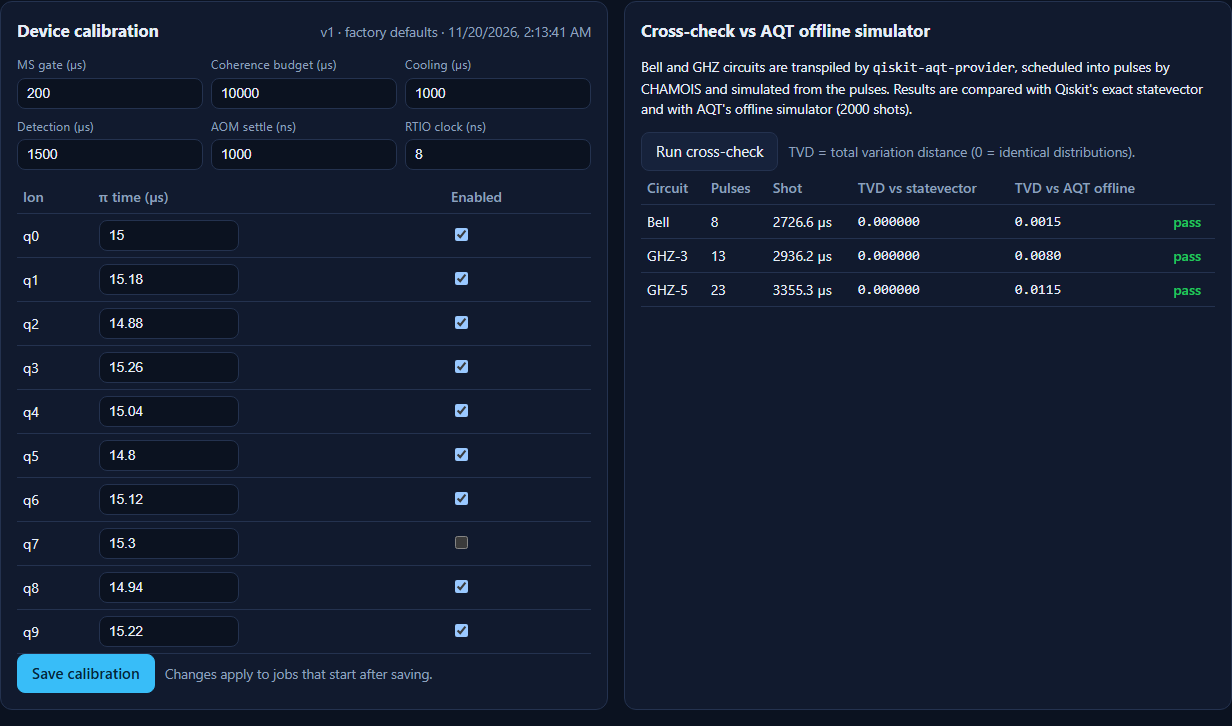 Device calibration
v1 · factory defaults · 11/20/2026, 2:13:41 AM
MS gate (µs)
Coherence budget (µs)
Cooling (µs)
200
10000
1000
Detection (µs)
AOM settle (ns)
RTIO clock (ns)
1500
1000
8
Ion π time (µs) Enabled
q0 15
q1 15.18
q2 14.88
q3 15.26
q4 15.04
q5 14.8
q6 15.12
q7 15.3
q8 14.94
q9 15.22
Save calibration
Changes apply to jobs that start after saving.
Cross-check vs AQT offline simulator
Bell and GHZ circuits are transpiled by qiskit-aqt-provider, scheduled into pulses by
CHAMOIS and simulated from the pulses. Results are compared with Qiskit's exact statevector
and with AQT's offline simulator (2000 shots).
Run cross-check
TVD = total variation distance (0 = identical distributions).
Circuit Pulses Shot TVD vs statevector TVD vs AQT offline
Bell 8 2726.6 µs 0.000000 0.0015 pass
GHZ-3 13 2936.2 µs 0.000000 0.0080 pass
GHZ-5 23 3355.3 µs 0.000000 0.0115 pass